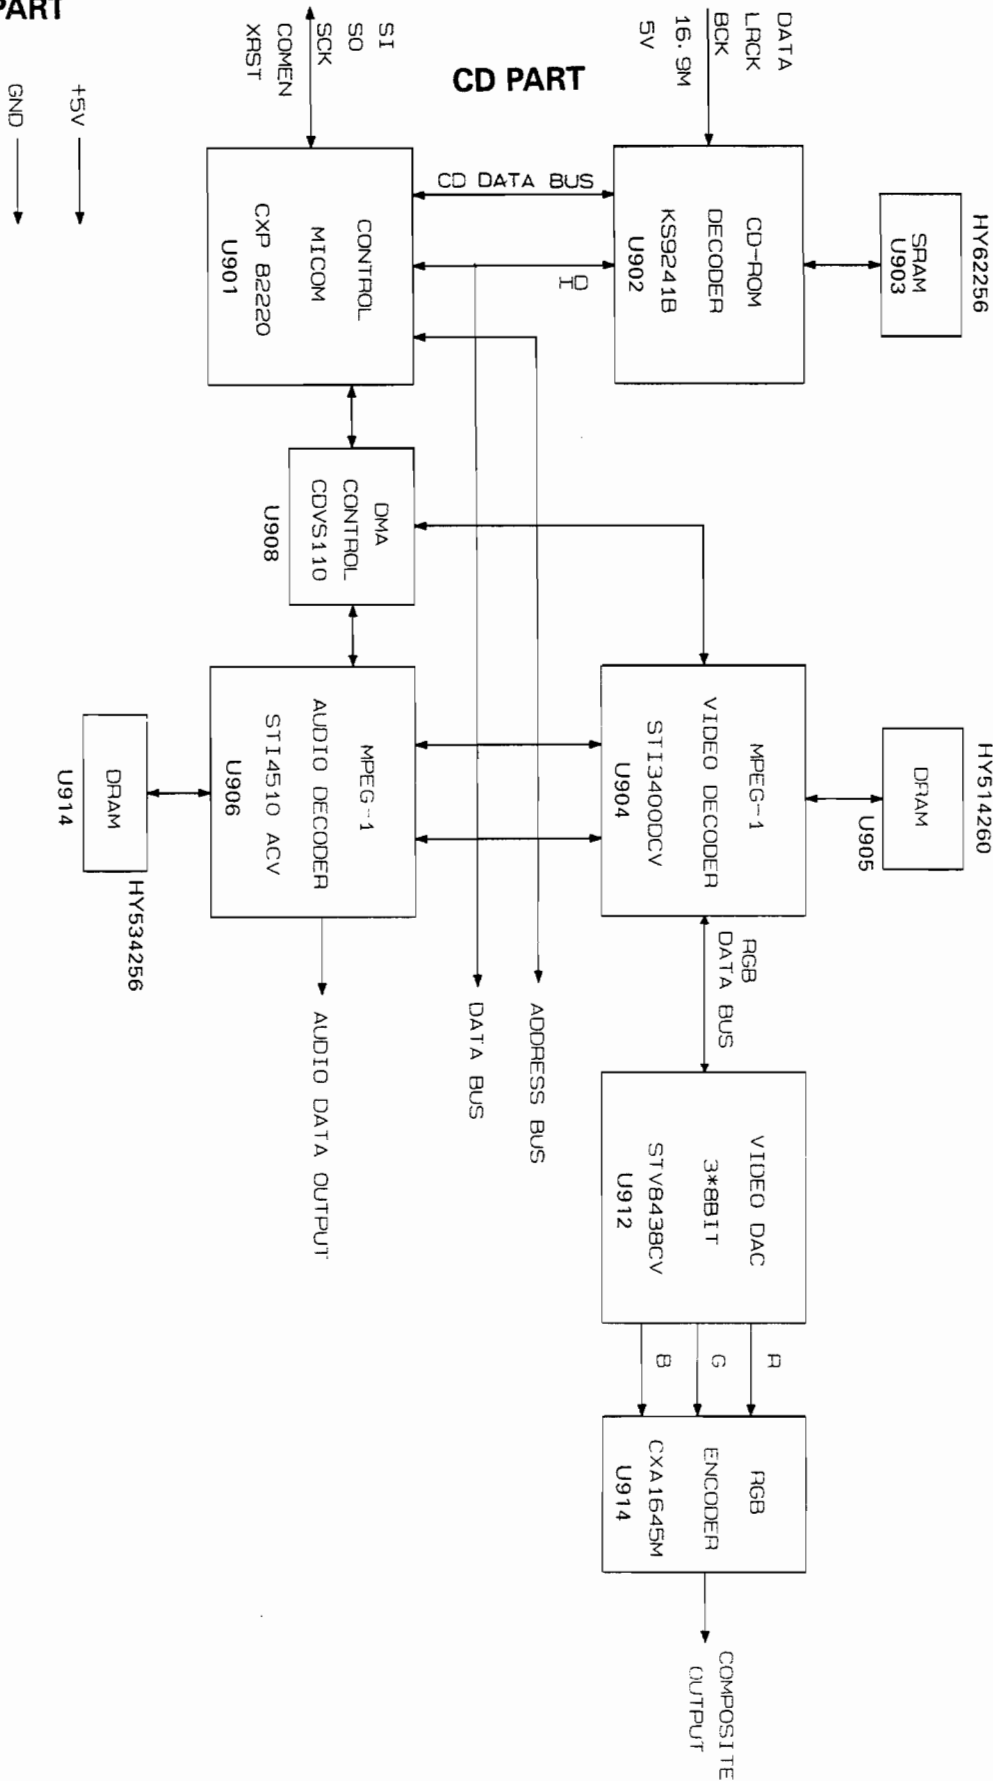 PART
CD PART
+5V
GND
DATA
LRCK
BCK
16.9M
5V
SI
SO
SCK
COMEN
XRST
HY62256
SRAM
U903
CD-ROM
DECODER
KS9241B
U902
CD DATA BUS
ID
CONTROL
MICOM
CXP 82220
U901
DMA
CONTROL
CDVS110
U908
HY514260
DRAM
U905
MPEG-1
VIDEO DECODER
STI3400DCV
U904
MPEG-1
AUDIO DECODER
STI4510 ACV
U906
DRAM
U914
HY534256
RGB
DATA BUS
ADDRESS BUS
DATA BUS
AUDIO DATA OUTPUT
VIDEO DAC
3*8BIT
STV8438CV
U912
R
G
B
RGB
ENCODER
CXA1645M
U914
COMPOSITE
OUTPUT